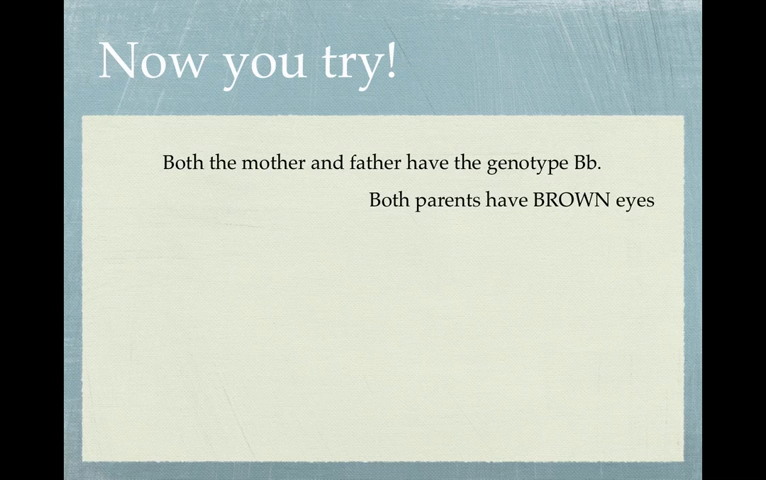 Now you try!
Both the mother and father have the genotype Bb.
Both parents have BROWN eyes